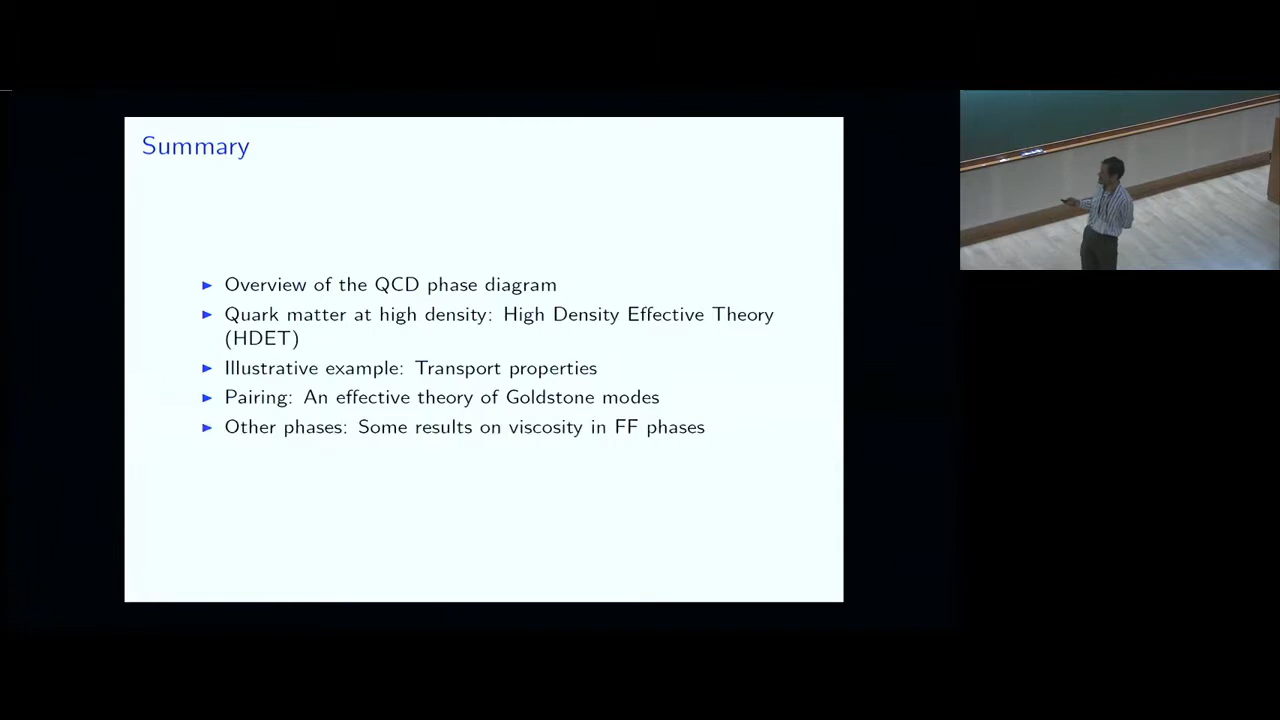 Summary
Overview of the QCD phase diagram
Quark matter at high density: High Density Effective Theory
(HDET)
Illustrative example: Transport properties
Pairing: An effective theory of Goldstone modes
Other phases: Some results on viscosity in FF phases